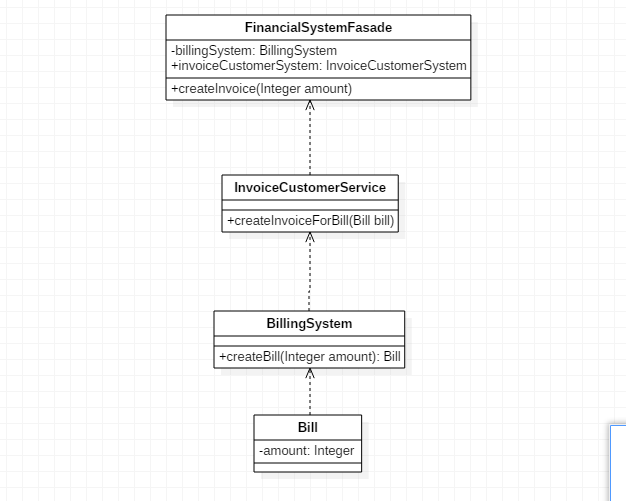 FinancialSystemFasade
-billingSystem: BillingSystem
+invoiceCustomerSystem: InvoiceCustomerSystem
+createInvoice(Integer amount)
InvoiceCustomerService
+createInvoiceForBill(Bill bill)
BillingSystem
+createBill(Integer amount): Bill
Bill
-amount: Integer